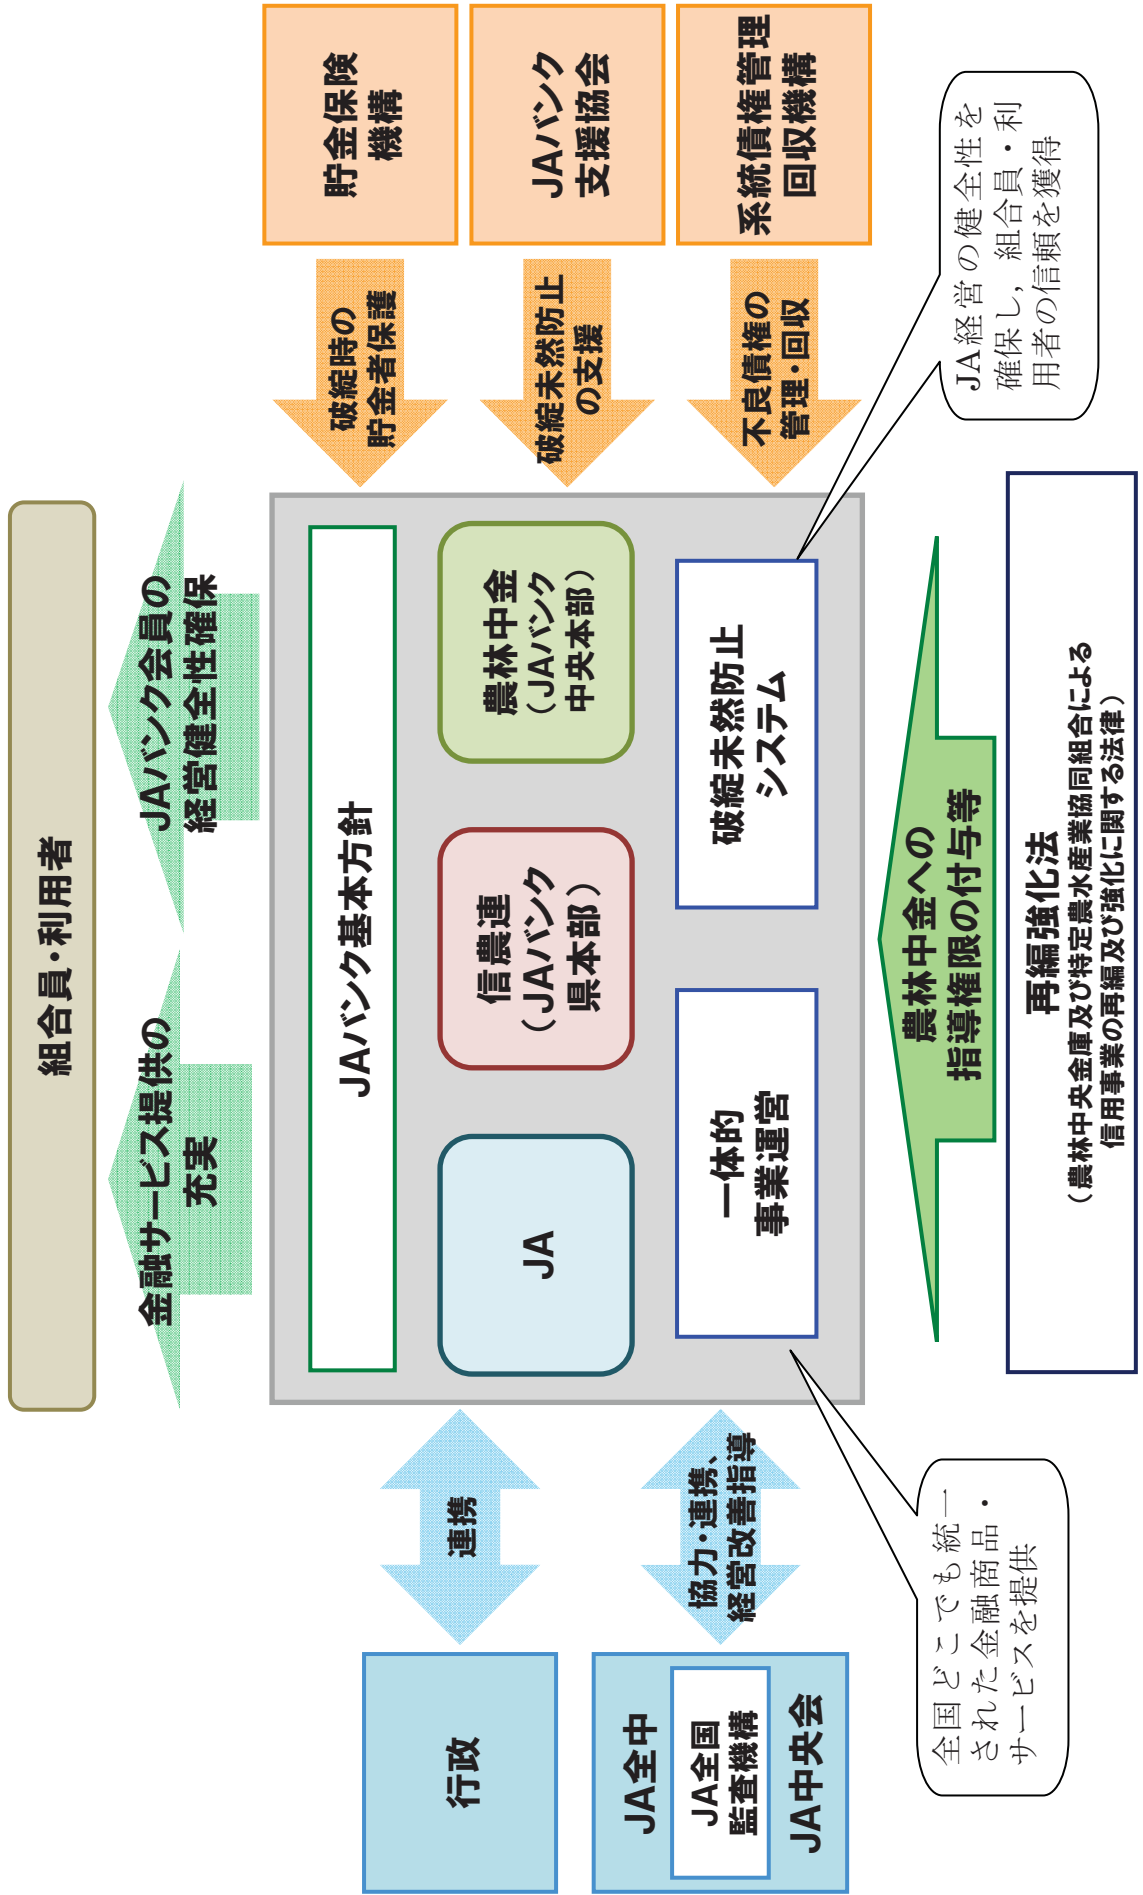 組合員・利用者
金融サービス提供の
充実
JAバンク会員の
経営健全性確保
行政
連携
JA全中
JA全国
監査機構
JA中央会
協力・連携、
経営改善指導
JAバンク基本方針
JA
信農連
（JAバンク
県本部）
農林中金
（JAバンク
中央本部）
一体的
事業運営
破綻未然防止
システム
破綻時の
貯金者保護
貯金保険
機構
破綻未然防止
の支援
JAバンク
支援協会
不良債権の
管理・回収
系統債権管理
回収機構
全国どこでも統一
された金融商品・
サービスを提供
JA経営の健全性を
確保し，組合員・利
用者の信頼を獲得
農林中金への
指導権限の付与等
再編強化法
（農林中央金庫及び特定農水産業協同組合による
信用事業の再編及び強化に関する法律）